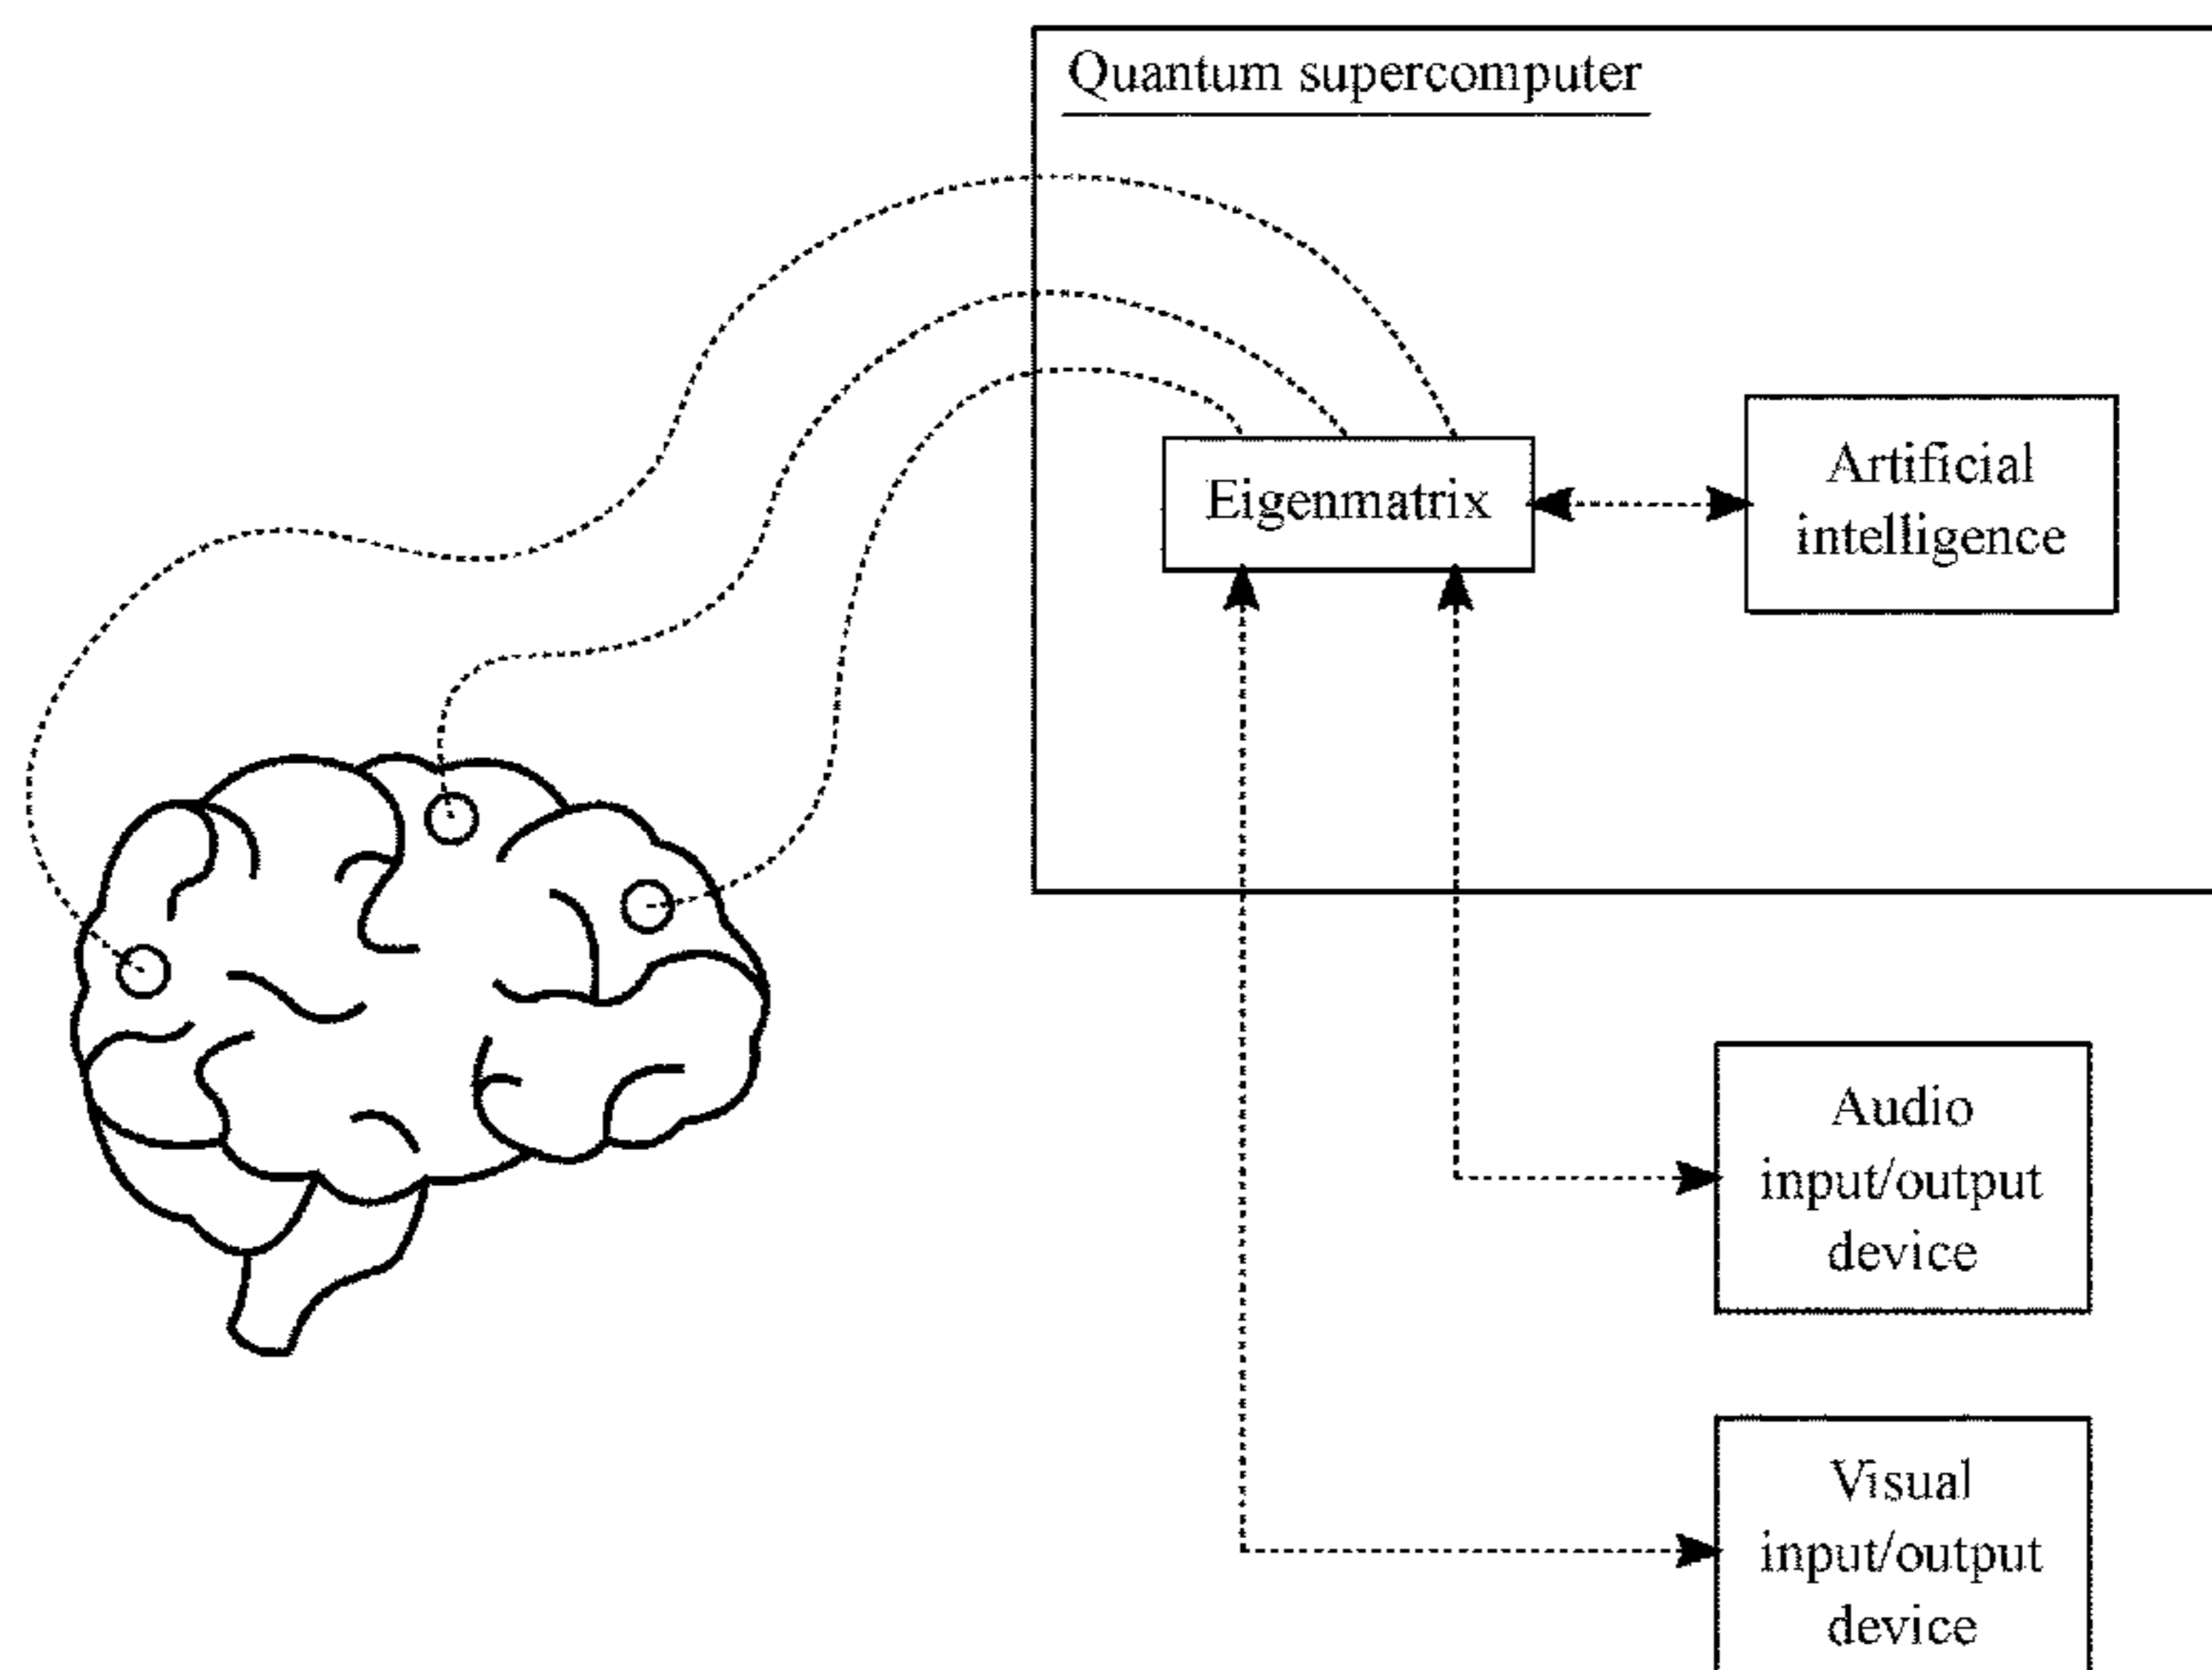 Quantum supercomputer
Eigenmatrix
Artificial
intelligence
Audio
input/output
device
Visual
input/output
device